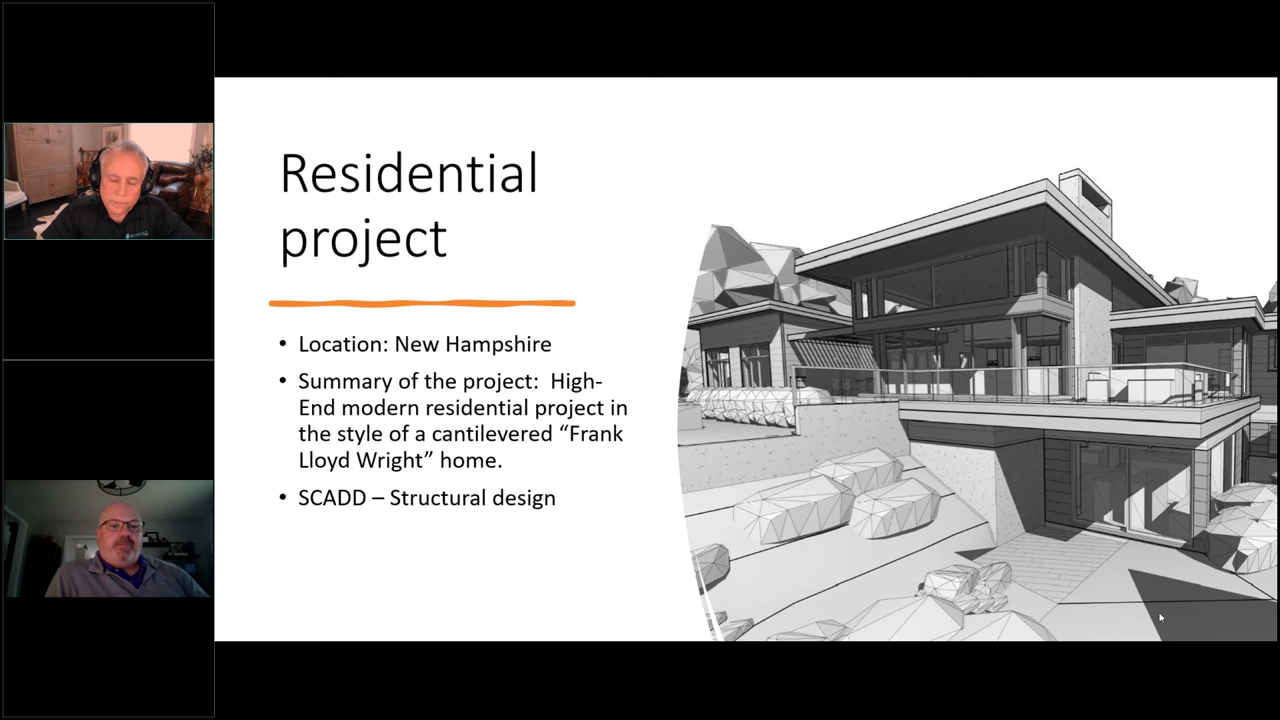 Residential
project
• Location: New Hampshire
• Summary of the project:  High-
End modern residential project in
the style of a cantilevered “Frank
Lloyd Wright” home.
• SCADD – Structural design